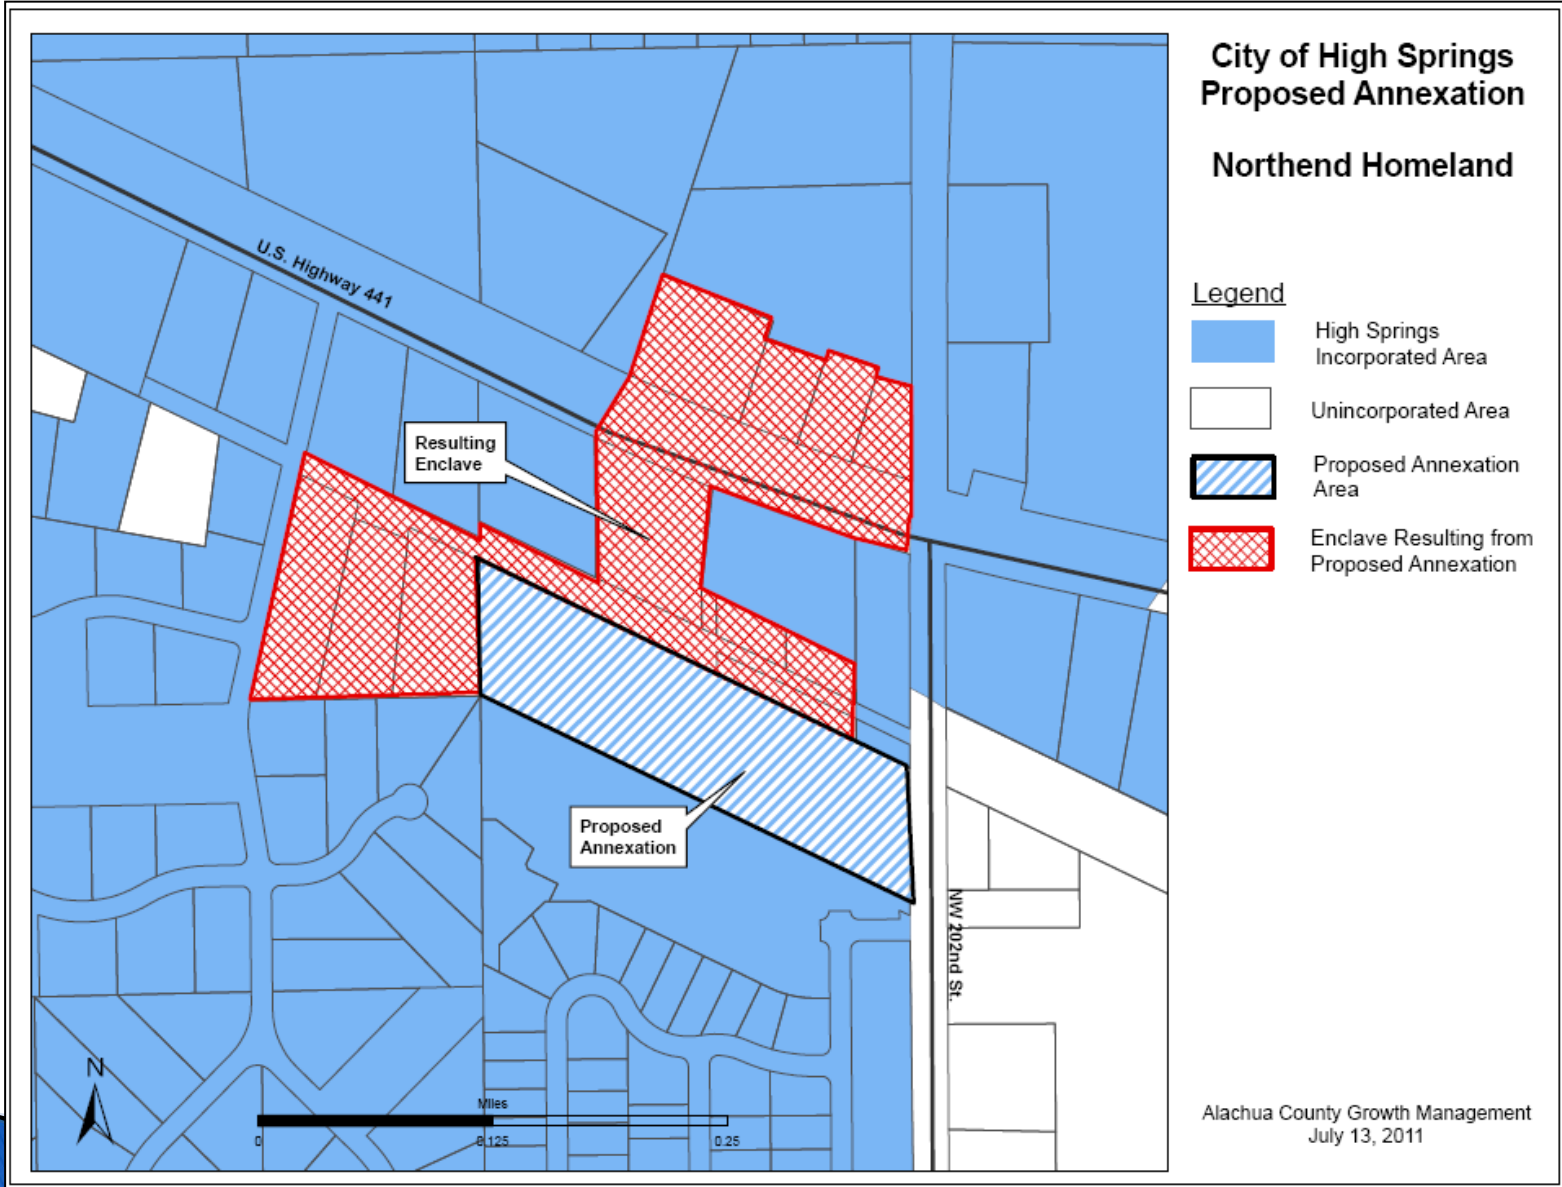 City of High Springs
Proposed Annexation
Northend Homeland
U.S. Highway 441
Legend
High Springs
Incorporated Area
Unincorporated Area
Proposed Annexation
Area
Enclave Resulting from
Proposed Annexation
Resulting
Enclave
Proposed
Annexation
NW 202nd St.
N
Miles
0
0.125
0.25
Alachua County Growth Management
July 13, 2011